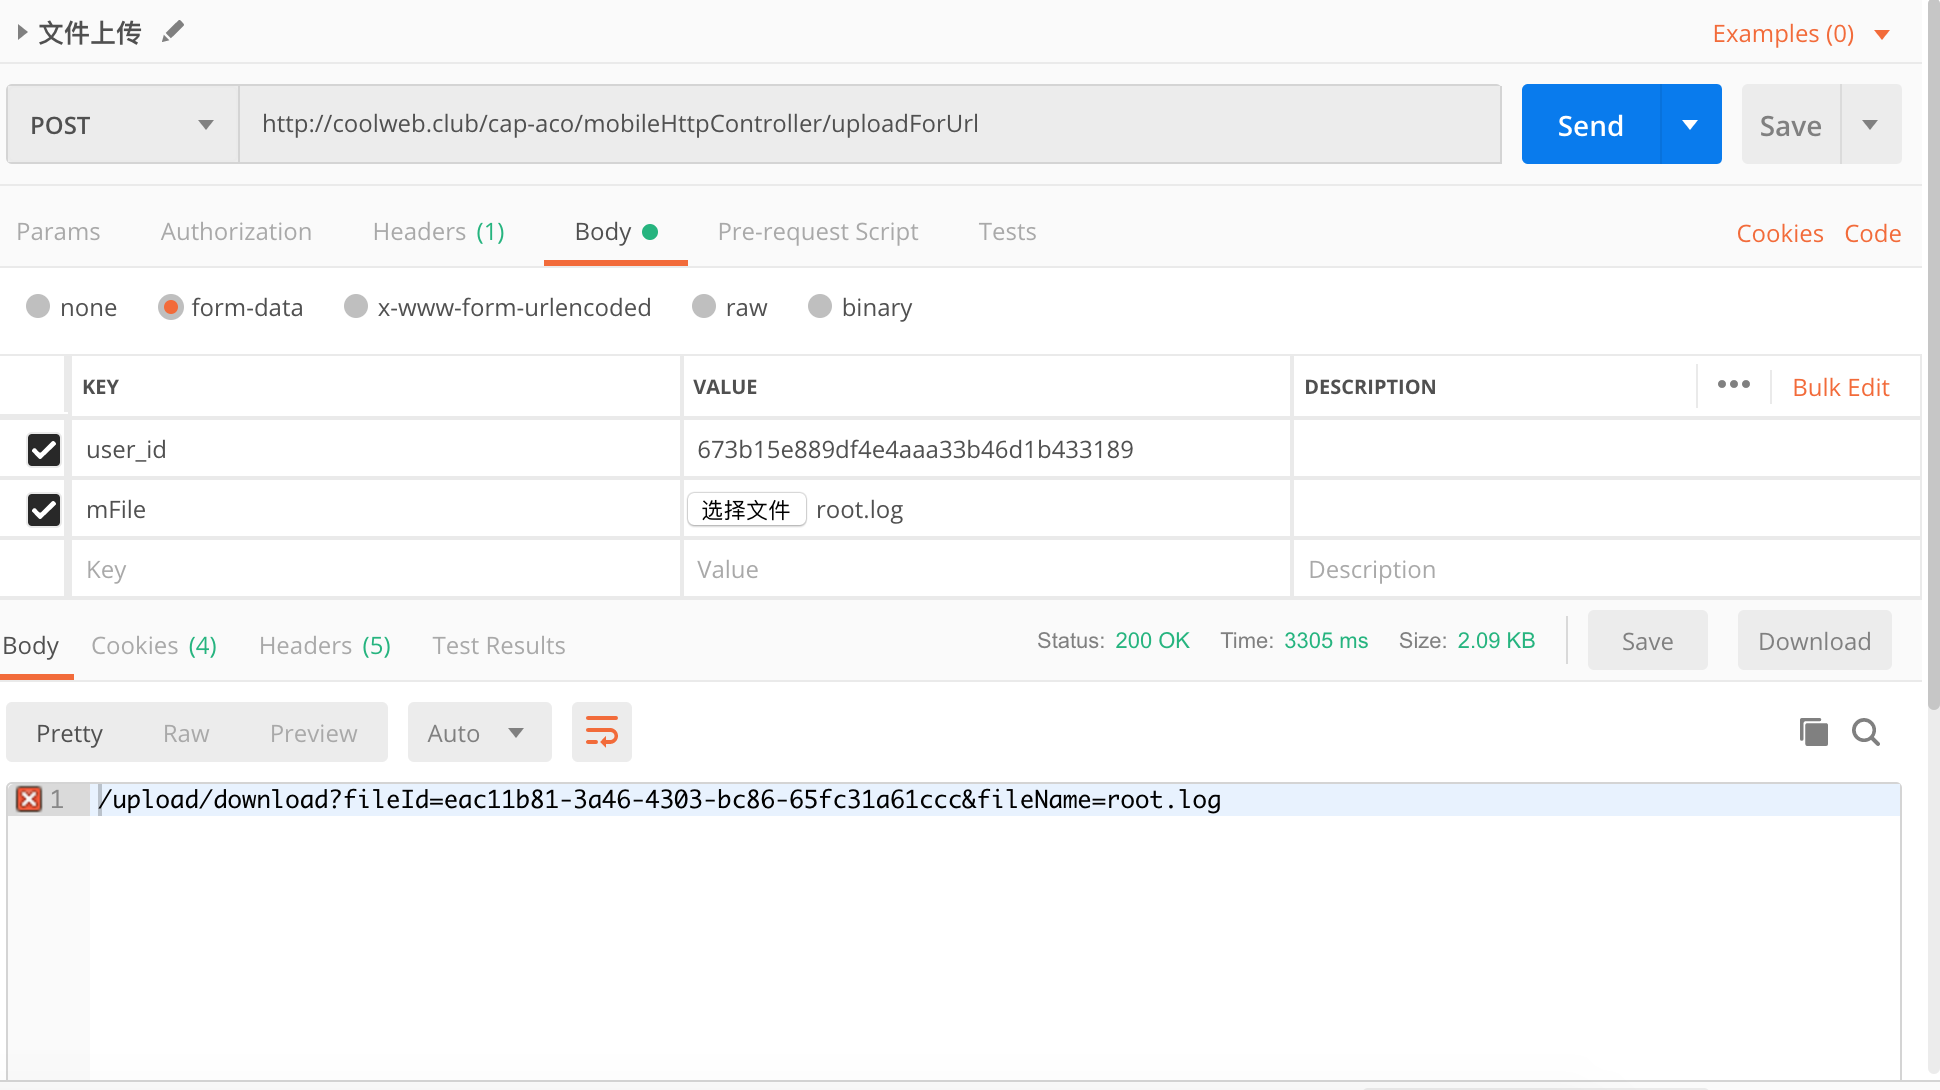 文件上传
Examples (0)
POST
http://coolweb.club/cap-aco/mobileHttpController/uploadForUrl
Send
Save
Params
Authorization
Headers (1)
Body
Pre-request Script
Tests
Cookies
Code
none
form-data
x-www-form-urlencoded
raw
binary
KEY
VALUE
DESCRIPTION
Bulk Edit
user_id
673b15e889df4e4aaa33b46d1b433189
mFile
选择文件
root.log
Key
Value
Description
Body
Cookies (4)
Headers (5)
Test Results
Status: 200 OK
Time: 3305 ms
Size: 2.09 KB
Save
Download
Pretty
Raw
Preview
Auto
1
/upload/download?fileId=eac11b81-3a46-4303-bc86-65fc31a61ccc&fileName=root.log